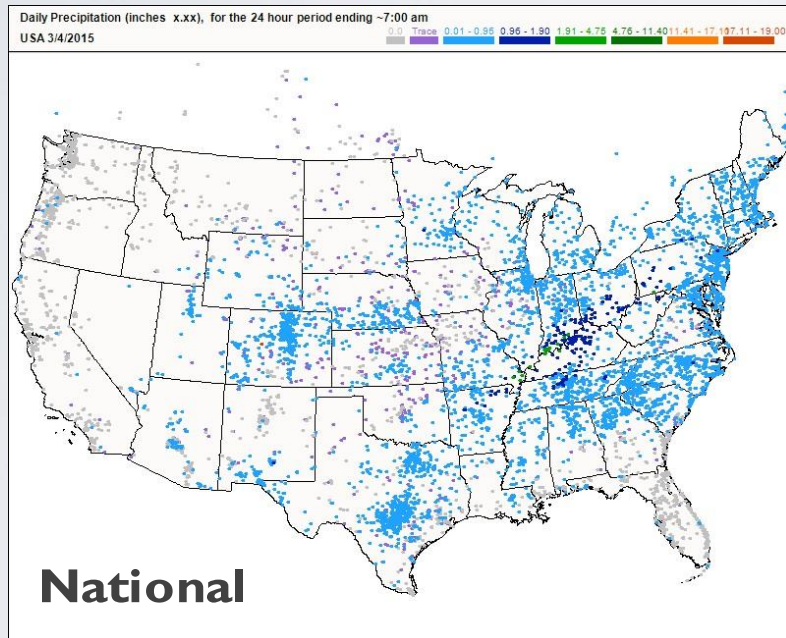 Daily Precipitation (inches x.xx), for the 24 hour period ending ~7:00 am
USA 3/4/2015
0.0 Trace 0.01 - 0.95 0.96 - 1.90 1.91 - 4.75 4.76 - 11.40 11.41 - 17.10 17.11 - 19.00
National